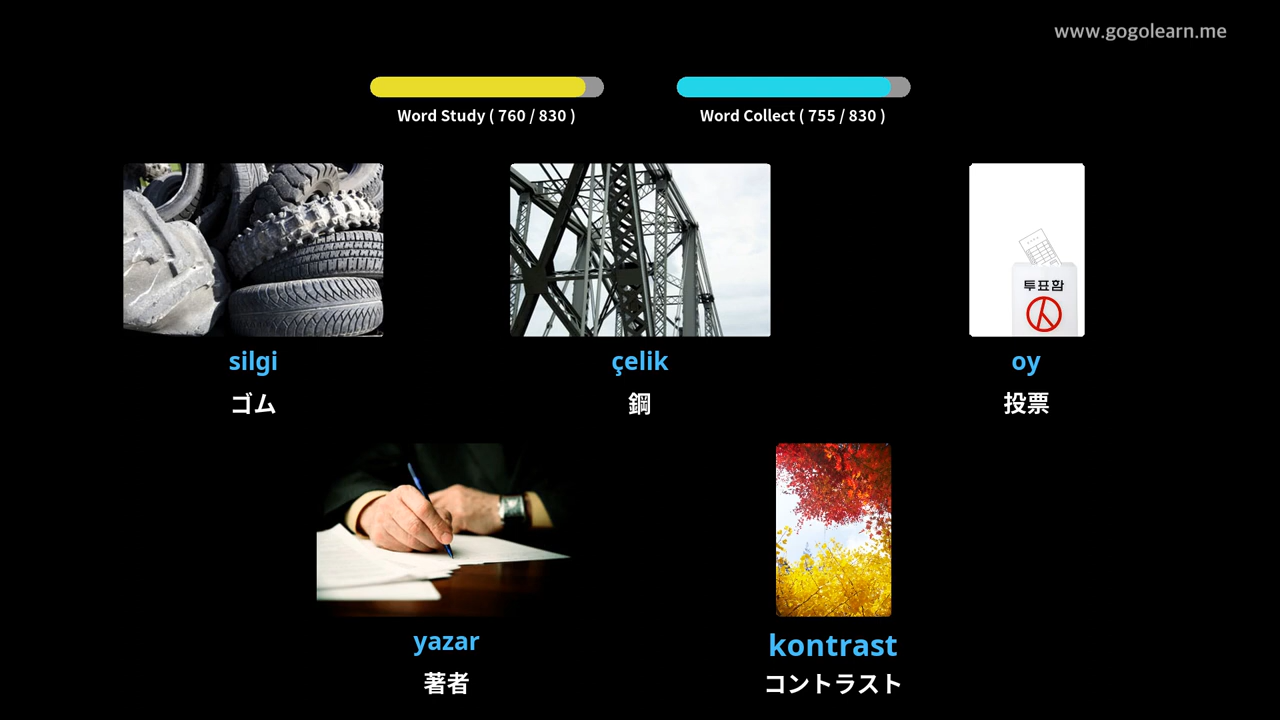 www.gogolearn.me
Word Study ( 760 / 830 )
Word Collect ( 755 / 830 )
투표함
silgi
çelik
oy
ゴム
鋼
投票
yazar
kontrast
著者
コントラスト